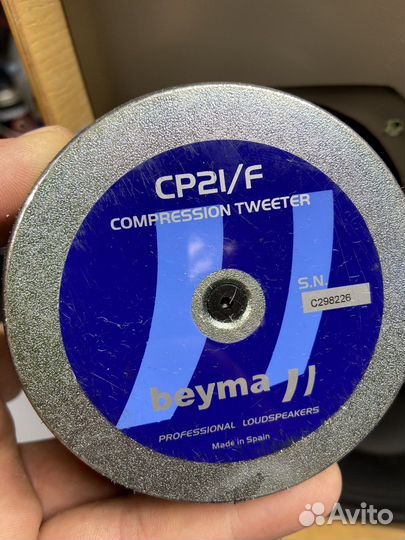 CP21/F
COMPRESSION TWEETER
S.N.
C298226
beyma
PROFESSIONAL LOUDSPEAKERS
Made in Spain
Avito